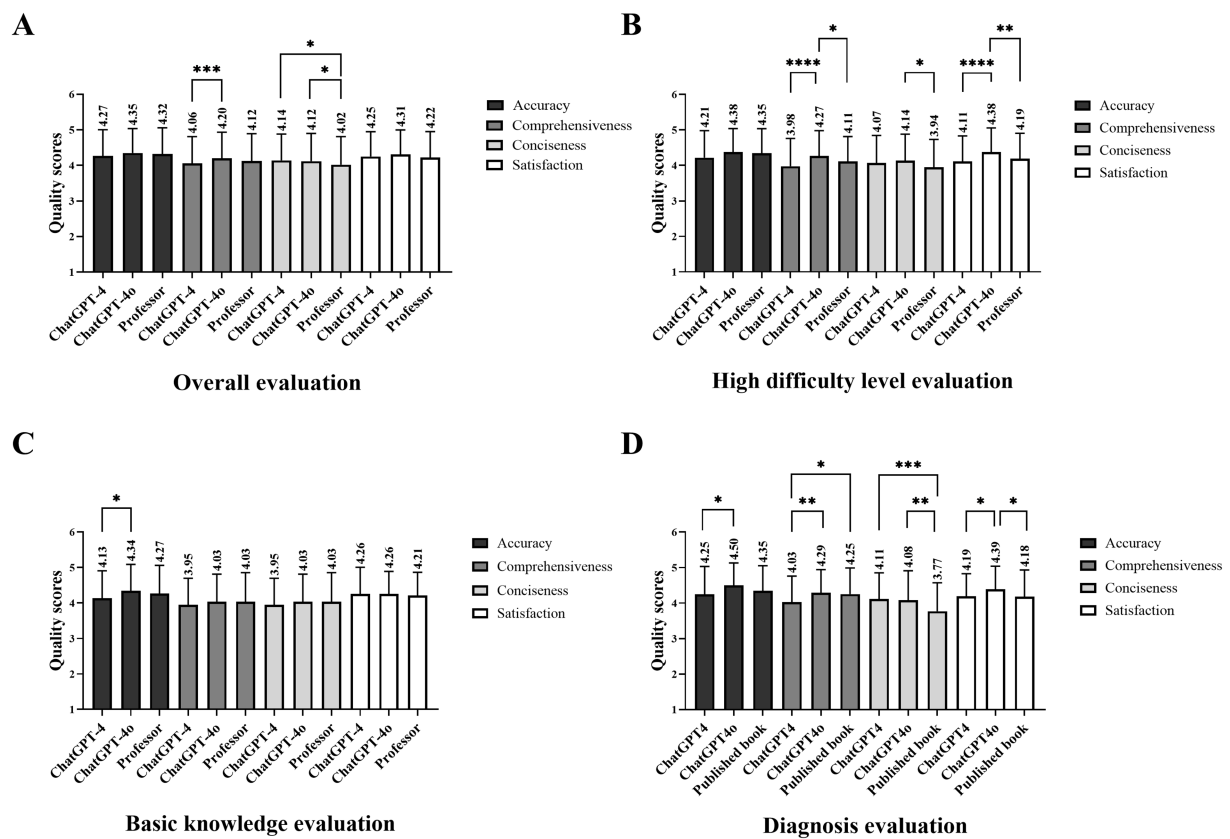 A
Quality scores
6
5
4
3
2
1
*
*
***
4.27
4.35
4.32
4.06
4.20
4.12
4.14
4.12
4.02
4.25
4.31
4.22
ChatGPT-4
ChatGPT-4o
Professor
ChatGPT-4
ChatGPT-4o
Professor
ChatGPT-4
ChatGPT-4o
Professor
ChatGPT-4
ChatGPT-4o
Professor
Accuracy
Comprehensiveness
Conciseness
Satisfaction
Overall evaluation
B
Quality scores
6
5
4
3
2
1
*
**
****
*
****
4.21
4.38
4.35
3.98
4.27
4.11
4.07
4.14
3.94
4.11
4.38
4.19
ChatGPT-4
ChatGPT-4o
Professor
ChatGPT-4
ChatGPT-4o
Professor
ChatGPT-4
ChatGPT-4o
Professor
ChatGPT-4
ChatGPT-4o
Professor
Accuracy
Comprehensiveness
Conciseness
Satisfaction
High difficulty level evaluation
C
Quality scores
6
5
4
3
2
1
*
4.13
4.34
4.27
3.95
4.03
4.03
3.95
4.03
4.03
4.26
4.26
4.21
ChatGPT-4
ChatGPT-4o
Professor
ChatGPT-4
ChatGPT-4o
Professor
ChatGPT-4
ChatGPT-4o
Professor
ChatGPT-4
ChatGPT-4o
Professor
Accuracy
Comprehensiveness
Conciseness
Satisfaction
Basic knowledge evaluation
D
Quality scores
6
5
4
3
2
1
*
***
*
**
**
*
*
4.25
4.50
4.35
4.03
4.29
4.25
4.11
4.08
3.77
4.19
4.39
4.18
ChatGPT4
ChatGPT4o
Published book
ChatGPT4
ChatGPT4o
Published book
ChatGPT4
ChatGPT4o
Published book
ChatGPT4
ChatGPT4o
Published book
Accuracy
Comprehensiveness
Conciseness
Satisfaction
Diagnosis evaluation